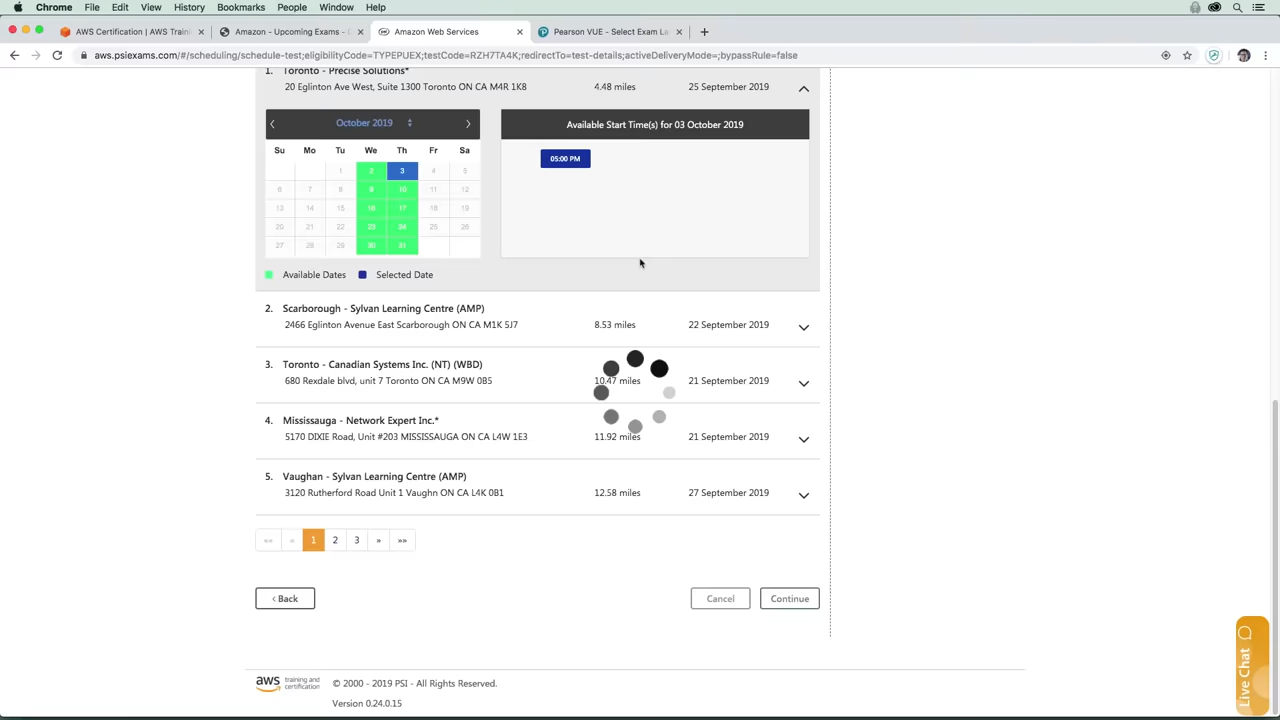 Chrome File Edit View History Bookmarks People Window Help
AWS Certification | AWS Traini
Amazon - Upcoming Exams - E
Amazon Web Services
Pearson VUE - Select Exam La
aws.psiexams.com/#/scheduling/schedule-test;eligibilityCode=TYPEPUEX;testCode=RZH7TA4K;redirectTo=test-details;activeDeliveryMode=;bypassRule=false
1. Toronto - Precise Solutions*
20 Eglinton Ave West, Suite 1300 Toronto ON CA M4R 1K8 4.48 miles 25 September 2019
October 2019
Available Start Time(s) for 03 October 2019
Su Mo Tu We Th Fr Sa
05:00 PM
1 2 3 4 5
6 7 8 9 10 11 12
13 14 15 16 17 18 19
20 21 22 23 24 25 26
27 28 29 30 31
Available Dates Selected Date
2. Scarborough - Sylvan Learning Centre (AMP)
2466 Eglinton Avenue East Scarborough ON CA M1K 5J7 8.53 miles 22 September 2019
3. Toronto - Canadian Systems Inc. (NT) (WBD)
680 Rexdale blvd, unit 7 Toronto ON CA M9W 0B5 10.47 miles 21 September 2019
4. Mississauga - Network Expert Inc.*
5170 DIXIE Road, Unit #203 MISSISSAUGA ON CA L4W 1E3 11.92 miles 21 September 2019
5. Vaughan - Sylvan Learning Centre (AMP)
3120 Rutherford Road Unit 1 Vaughn ON CA L4K 0B1 12.58 miles 27 September 2019
«« « 1 2 3 » »»
‹ Back Cancel Continue
Live Chat
aws training and certification
© 2000 - 2019 PSI - All Rights Reserved.
Version 0.24.0.15